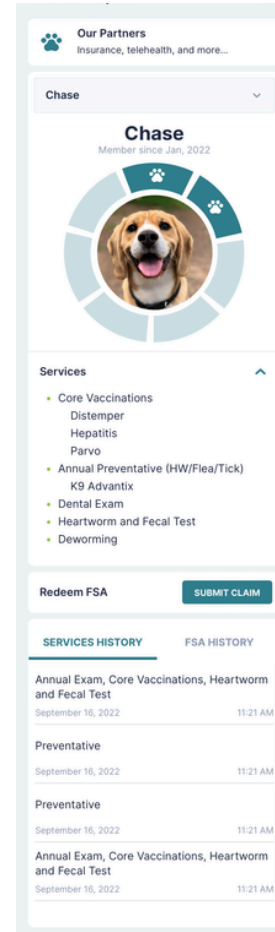 Our Partners
Insurance, telehealth, and more...
Chase
Chase
Member since Jan, 2022
Services
• Core Vaccinations
Distemper
Hepatitis
Parvo
• Annual Preventative (HW/Flea/Tick)
K9 Advantix
• Dental Exam
• Heartworm and Fecal Test
• Deworming
Redeem FSA
SUBMIT CLAIM
SERVICES HISTORY FSA HISTORY
Annual Exam, Core Vaccinations, Heartworm
and Fecal Test
September 16, 2022 11:21 AM
Preventative
September 16, 2022 11:21 AM
Preventative
September 16, 2022 11:21 AM
Annual Exam, Core Vaccinations, Heartworm
and Fecal Test
September 16, 2022 11:21 AM